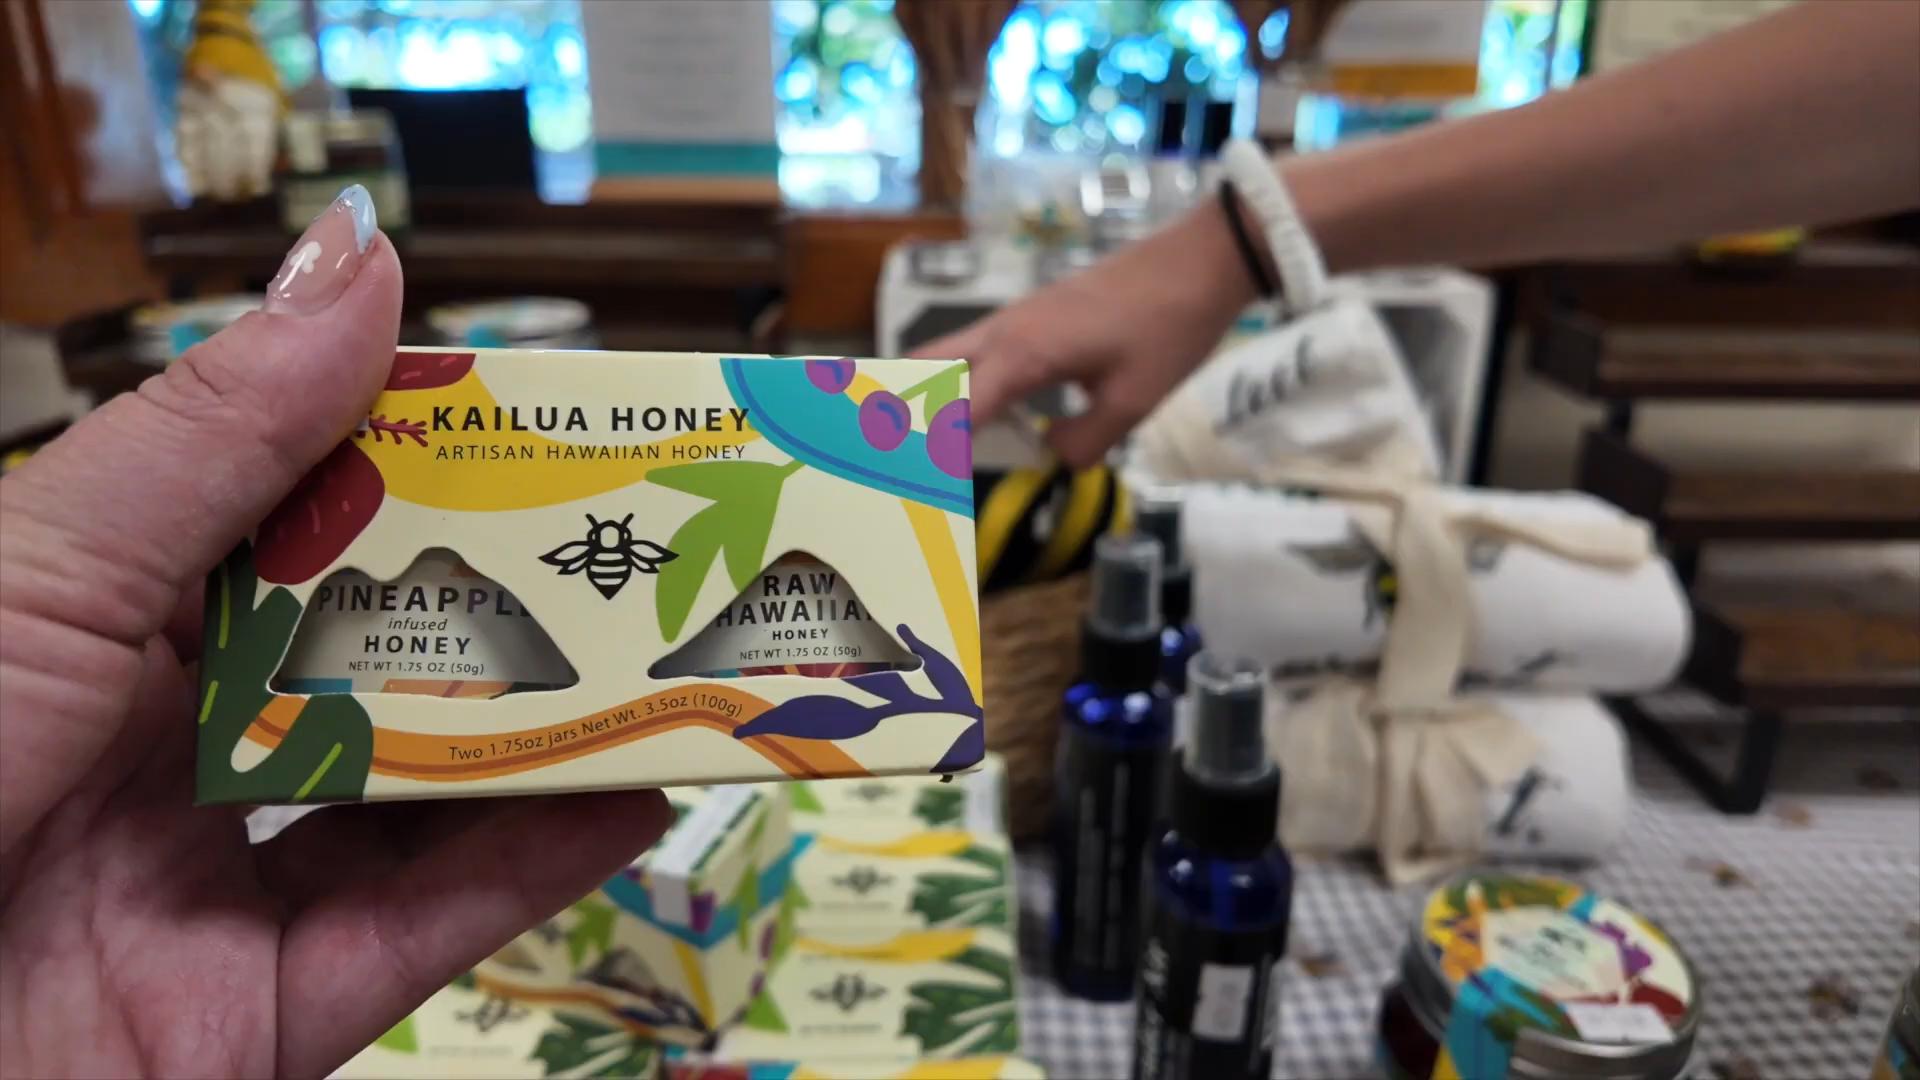 KAILUA HONEY
ARTISAN HAWAIIAN HONEY
PINEAPPLE
infused
HONEY
NET WT 1.75 OZ (50g)
RAW
HAWAIIA
HONEY
NET WT 1.75 OZ (50g)
Two 1.75oz jars Net Wt. 3.5oz (100g)